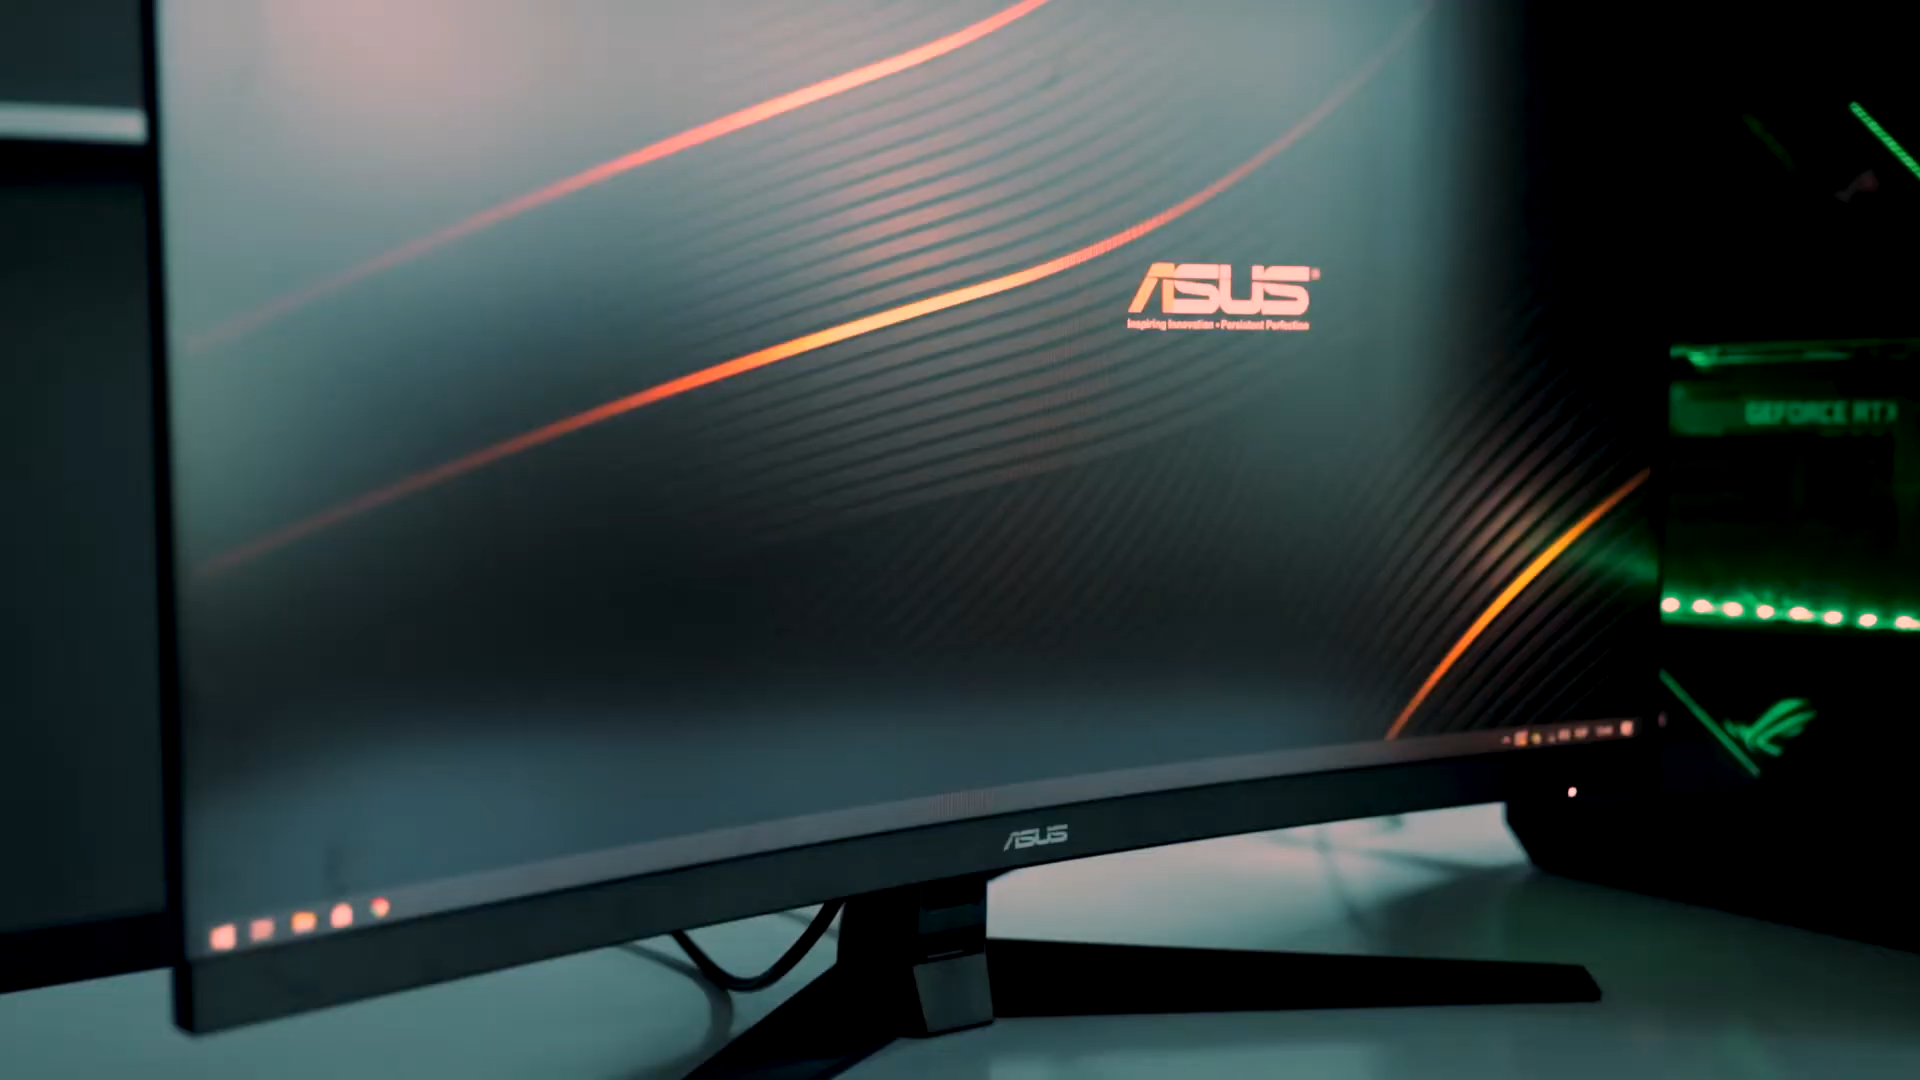 ASUS
Inspiring Innovation • Persistent Perfection
GEFORCE RTX
ASUS